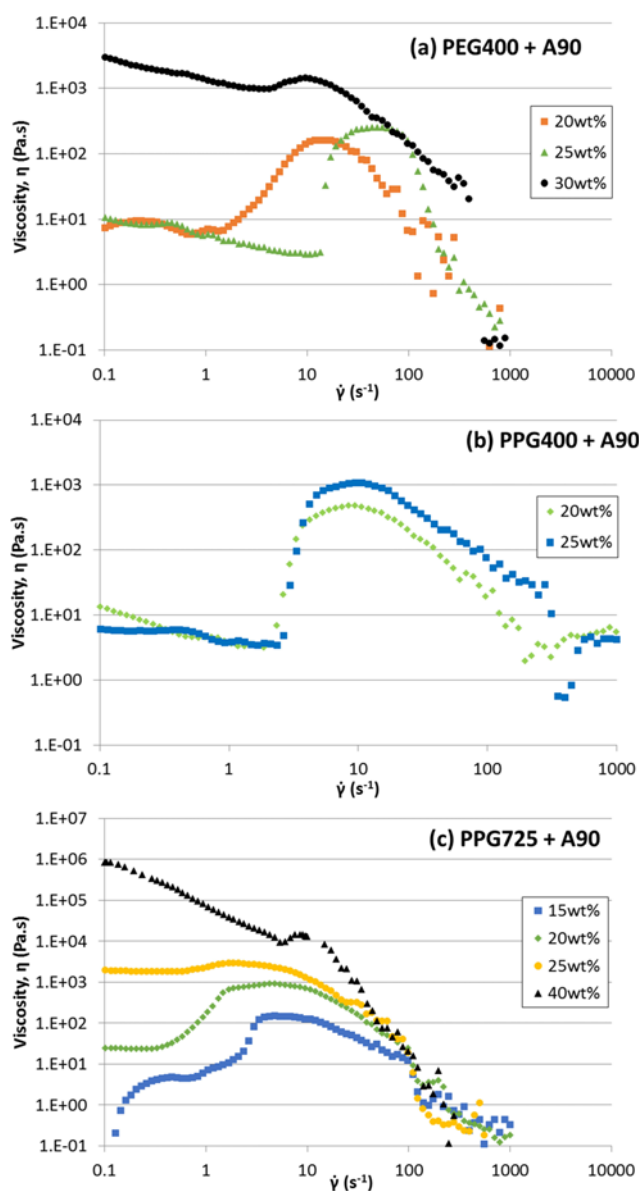 (a) PEG400 + A90
1.E+04
1.E+03
1.E+02
1.E+01
1.E+00
1.E-01
Viscosity, η (Pa.s)
20wt%
25wt%
30wt%
0.1 1 10 100 1000 10000
γ̇ (s⁻¹)
(b) PPG400 + A90
1.E+04
1.E+03
1.E+02
1.E+01
1.E+00
1.E-01
Viscosity, η (Pa.s)
20wt%
25wt%
0.1 1 10 100 1000
γ̇ (s⁻¹)
(c) PPG725 + A90
1.E+07
1.E+06
1.E+05
1.E+04
1.E+03
1.E+02
1.E+01
1.E+00
1.E-01
Viscosity, η (Pa.s)
15wt%
20wt%
25wt%
40wt%
0.1 1 10 100 1000 10000
γ̇ (s⁻¹)